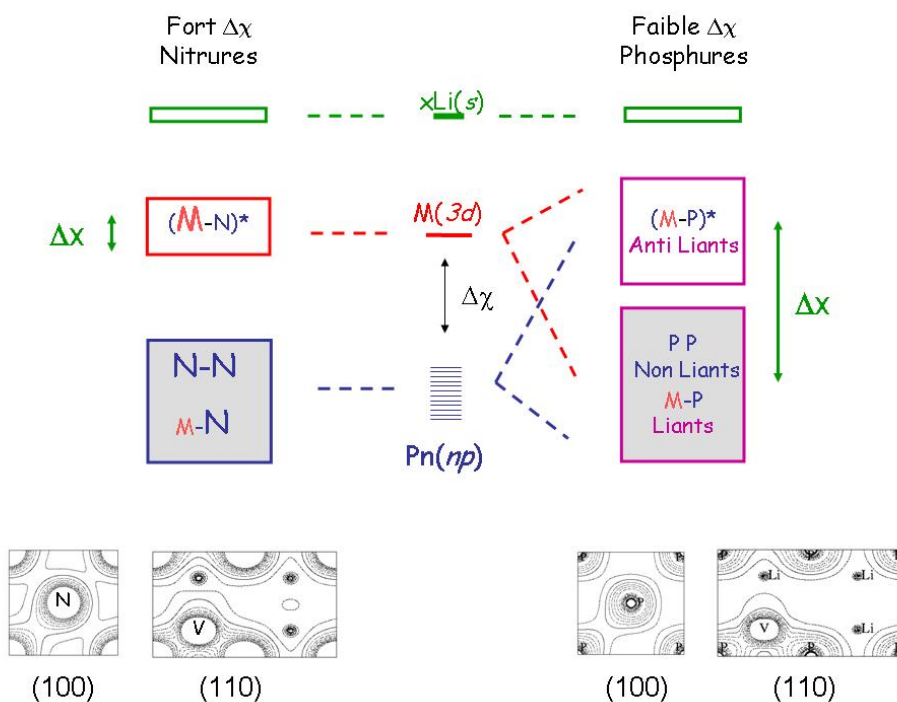 Fort Δχ
Nitrures
Faible Δχ
Phosphures
xLi(s)
(M-N)*
M(3d)
(M-P)*
Anti Liants
Δx
Δχ
Δx
N-N
M-N
P P
Non Liants
M-P
Liants
Pn(np)
N
V
P
P
P
P
P
P
P
P
Li
Li
V
P
P
P
(100)
(110)
(100)
(110)